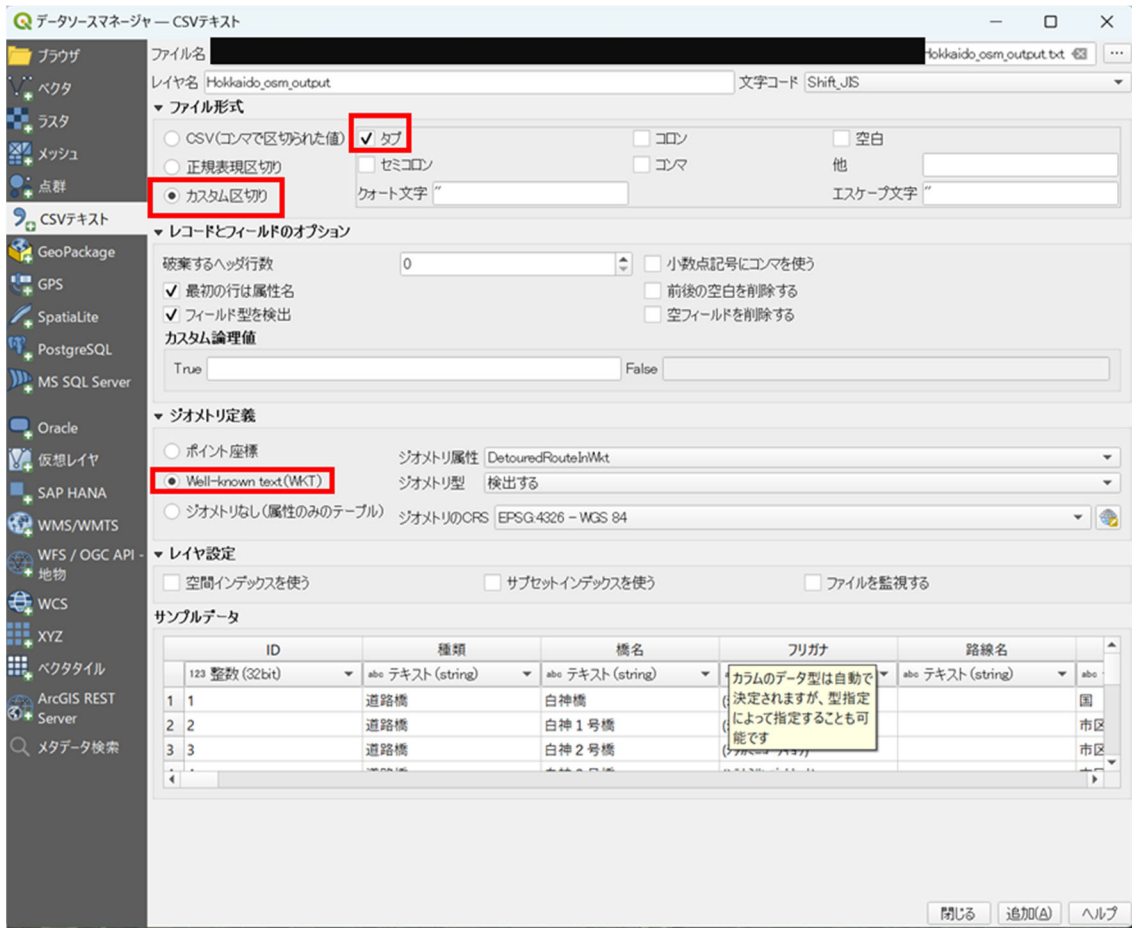 データソースマネージャ — CSVテキスト
ブラウザ
ベクタ
ラスタ
メッシュ
点群
CSVテキスト
GeoPackage
GPS
SpatiaLite
PostgreSQL
MS SQL Server
Oracle
仮想レイヤ
SAP HANA
WMS/WMTS
WFS / OGC API -
地物
WCS
XYZ
ベクタタイル
ArcGIS REST
Server
メタデータ検索
ファイル名 Hokkaido_osm_output.txt ...
レイヤ名 Hokkaido_osm_output 文字コード Shift_JIS
ファイル形式
CSV(コンマで区切られた値) タブ コロン 空白
正規表現区切り セミコロン コンマ 他
カスタム区切り クォート文字 " エスケープ文字 "
レコードとフィールドのオプション
破棄するヘッダ行数 0 小数点記号にコンマを使う
最初の行は属性名 前後の空白を削除する
フィールド型を検出 空フィールドを削除する
カスタム論理値
True False
ジオメトリ定義
ポイント座標 ジオメトリ属性 DetouredRouteInWkt
Well-known text(WKT) ジオメトリ型 検出する
ジオメトリなし(属性のみのテーブル) ジオメトリのCRS EPSG:4326 - WGS 84
レイヤ設定
空間インデックスを使う サブセットインデックスを使う ファイルを監視する
サンプルデータ
ID 種類 橋名 フリガナ 路線名
123 整数 (32bit) abc テキスト (string) abc テキスト (string) abc テキスト (string) abc
1 1 道路橋 白神橋 国
2 2 道路橋 白神１号橋 市区
3 3 道路橋 白神２号橋 市区
カラムのデータ型は自動で
決定されますが、型指定
によって指定することも可
能です
閉じる 追加(A) ヘルプ